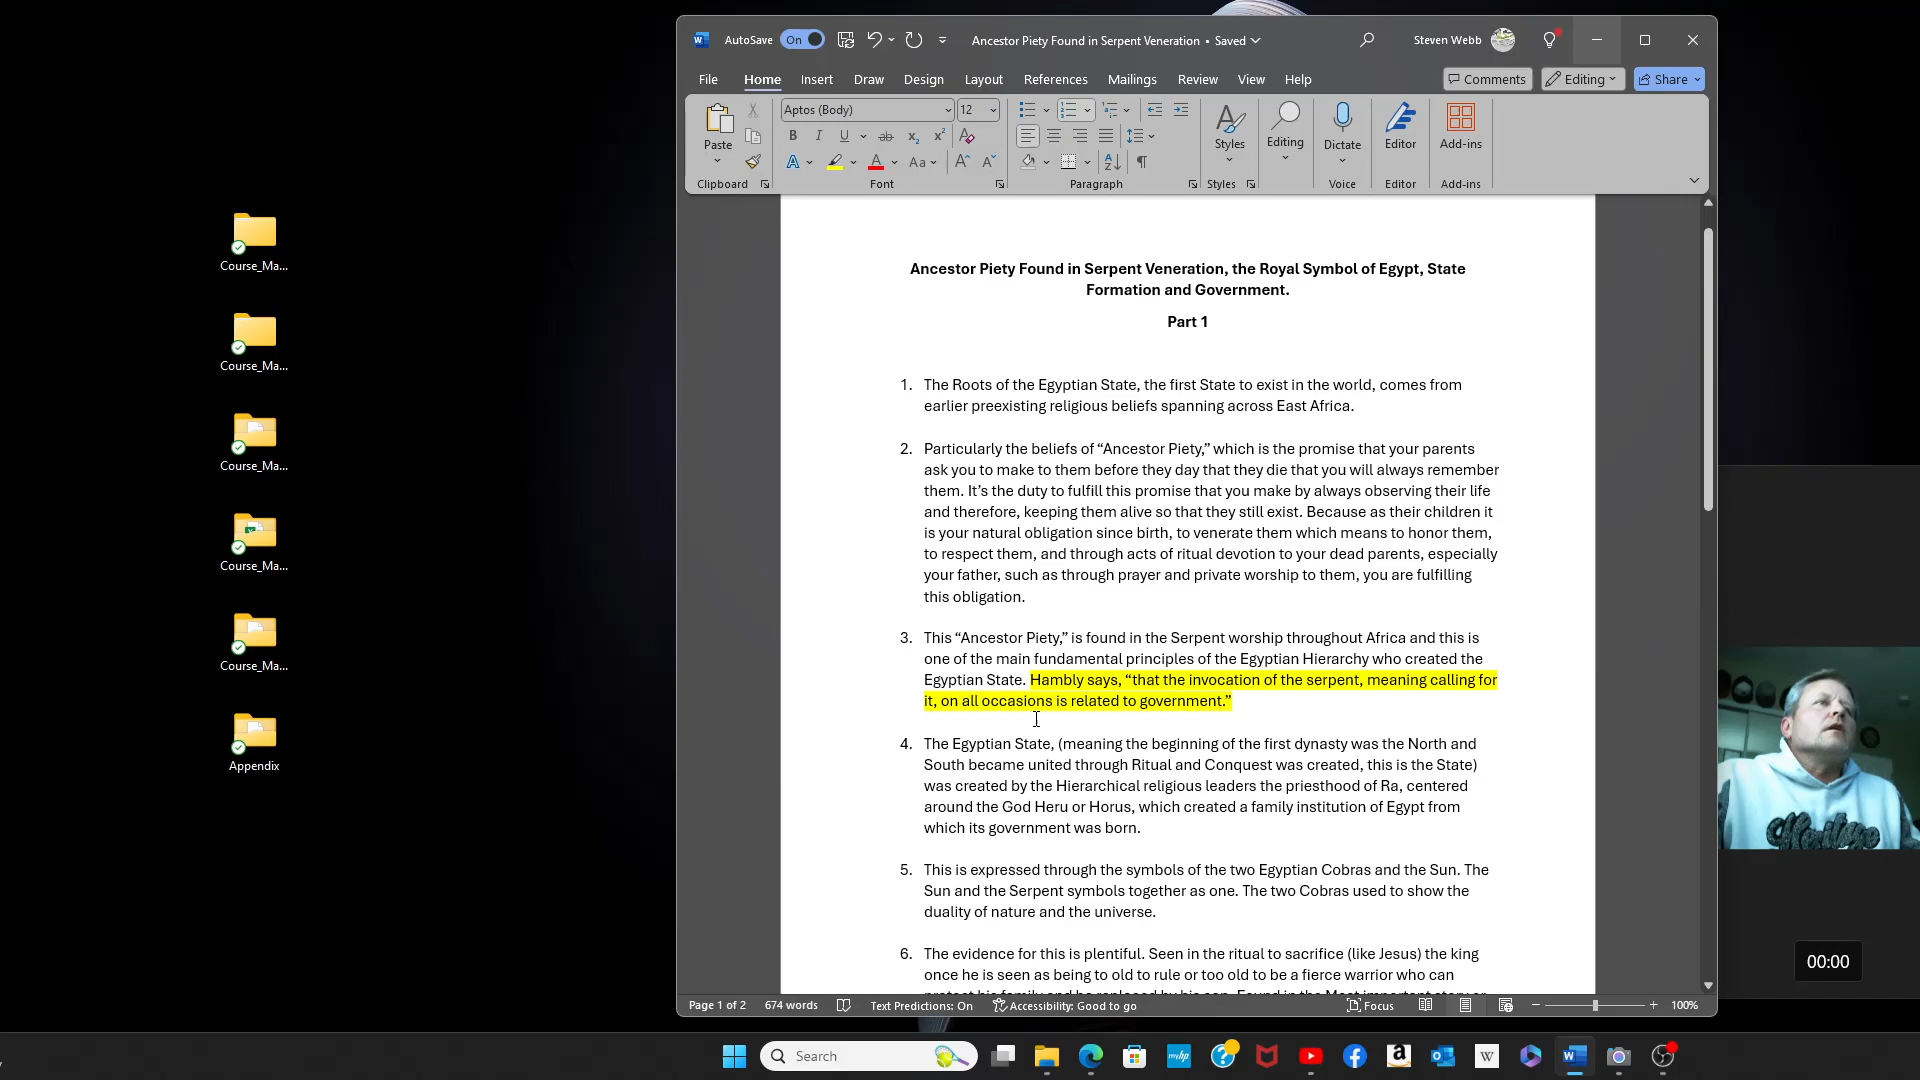 AutoSave On Ancestor Piety Found in Serpent Veneration • Saved Steven Webb
File Home Insert Draw Design Layout References Mailings Review View Help Comments Editing Share
Aptos (Body) 12
Paste Styles Editing Dictate Editor Add-ins
Clipboard Font Paragraph Styles Voice Editor Add-ins
Course_Ma...
Course_Ma...
Course_Ma...
Course_Ma...
Course_Ma...
Appendix
Ancestor Piety Found in Serpent Veneration, the Royal Symbol of Egypt, State
Formation and Government.
Part 1
1. The Roots of the Egyptian State, the first State to exist in the world, comes from
earlier preexisting religious beliefs spanning across East Africa.
2. Particularly the beliefs of “Ancestor Piety,” which is the promise that your parents
ask you to make to them before they day that they die that you will always remember
them. It’s the duty to fulfill this promise that you make by always observing their life
and therefore, keeping them alive so that they still exist. Because as their children it
is your natural obligation since birth, to venerate them which means to honor them,
to respect them, and through acts of ritual devotion to your dead parents, especially
your father, such as through prayer and private worship to them, you are fulfilling
this obligation.
3. This “Ancestor Piety,” is found in the Serpent worship throughout Africa and this is
one of the main fundamental principles of the Egyptian Hierarchy who created the
Egyptian State. Hambly says, “that the invocation of the serpent, meaning calling for
it, on all occasions is related to government.”
4. The Egyptian State, (meaning the beginning of the first dynasty was the North and
South became united through Ritual and Conquest was created, this is the State)
was created by the Hierarchical religious leaders the priesthood of Ra, centered
around the God Heru or Horus, which created a family institution of Egypt from
which its government was born.
5. This is expressed through the symbols of the two Egyptian Cobras and the Sun. The
Sun and the Serpent symbols together as one. The two Cobras used to show the
duality of nature and the universe.
6. The evidence for this is plentiful. Seen in the ritual to sacrifice (like Jesus) the king
once he is seen as being to old to rule or too old to be a fierce warrior who can
Page 1 of 2 674 words Text Predictions: On Accessibility: Good to go Focus 100%
00:00
Search